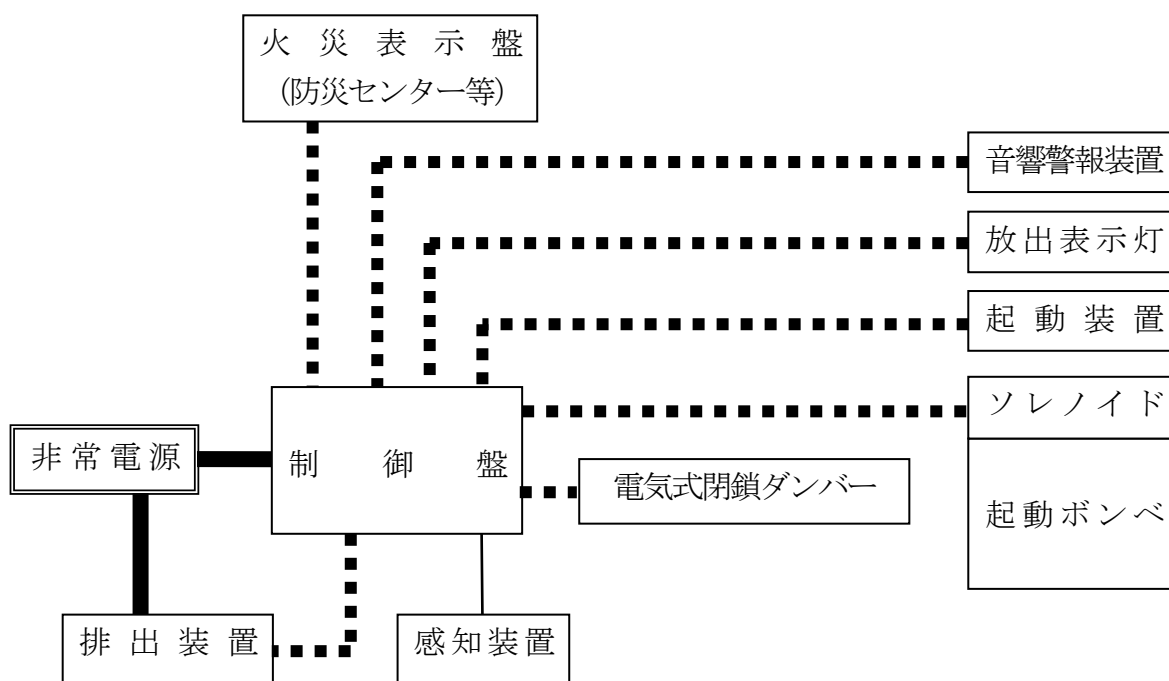 火災表示盤
(防災センター等)
音響警報装置
放出表示灯
起動装置
ソレノイド
非常電源
制御盤
電気式閉鎖ダンバー
起動ボンベ
排出装置
感知装置